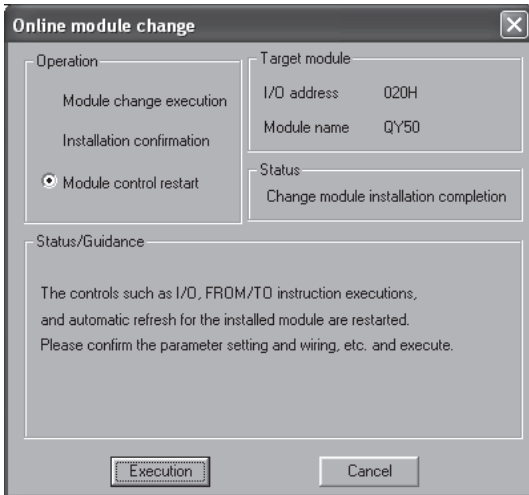 Online module change
Operation
Module change execution
Installation confirmation
Module control restart
Target module
I/O address 020H
Module name QY50
Status
Change module installation completion
Status/Guidance
The controls such as I/O, FROM/TO instruction executions,
and automatic refresh for the installed module are restarted.
Please confirm the parameter setting and wiring, etc. and execute.
Execution Cancel